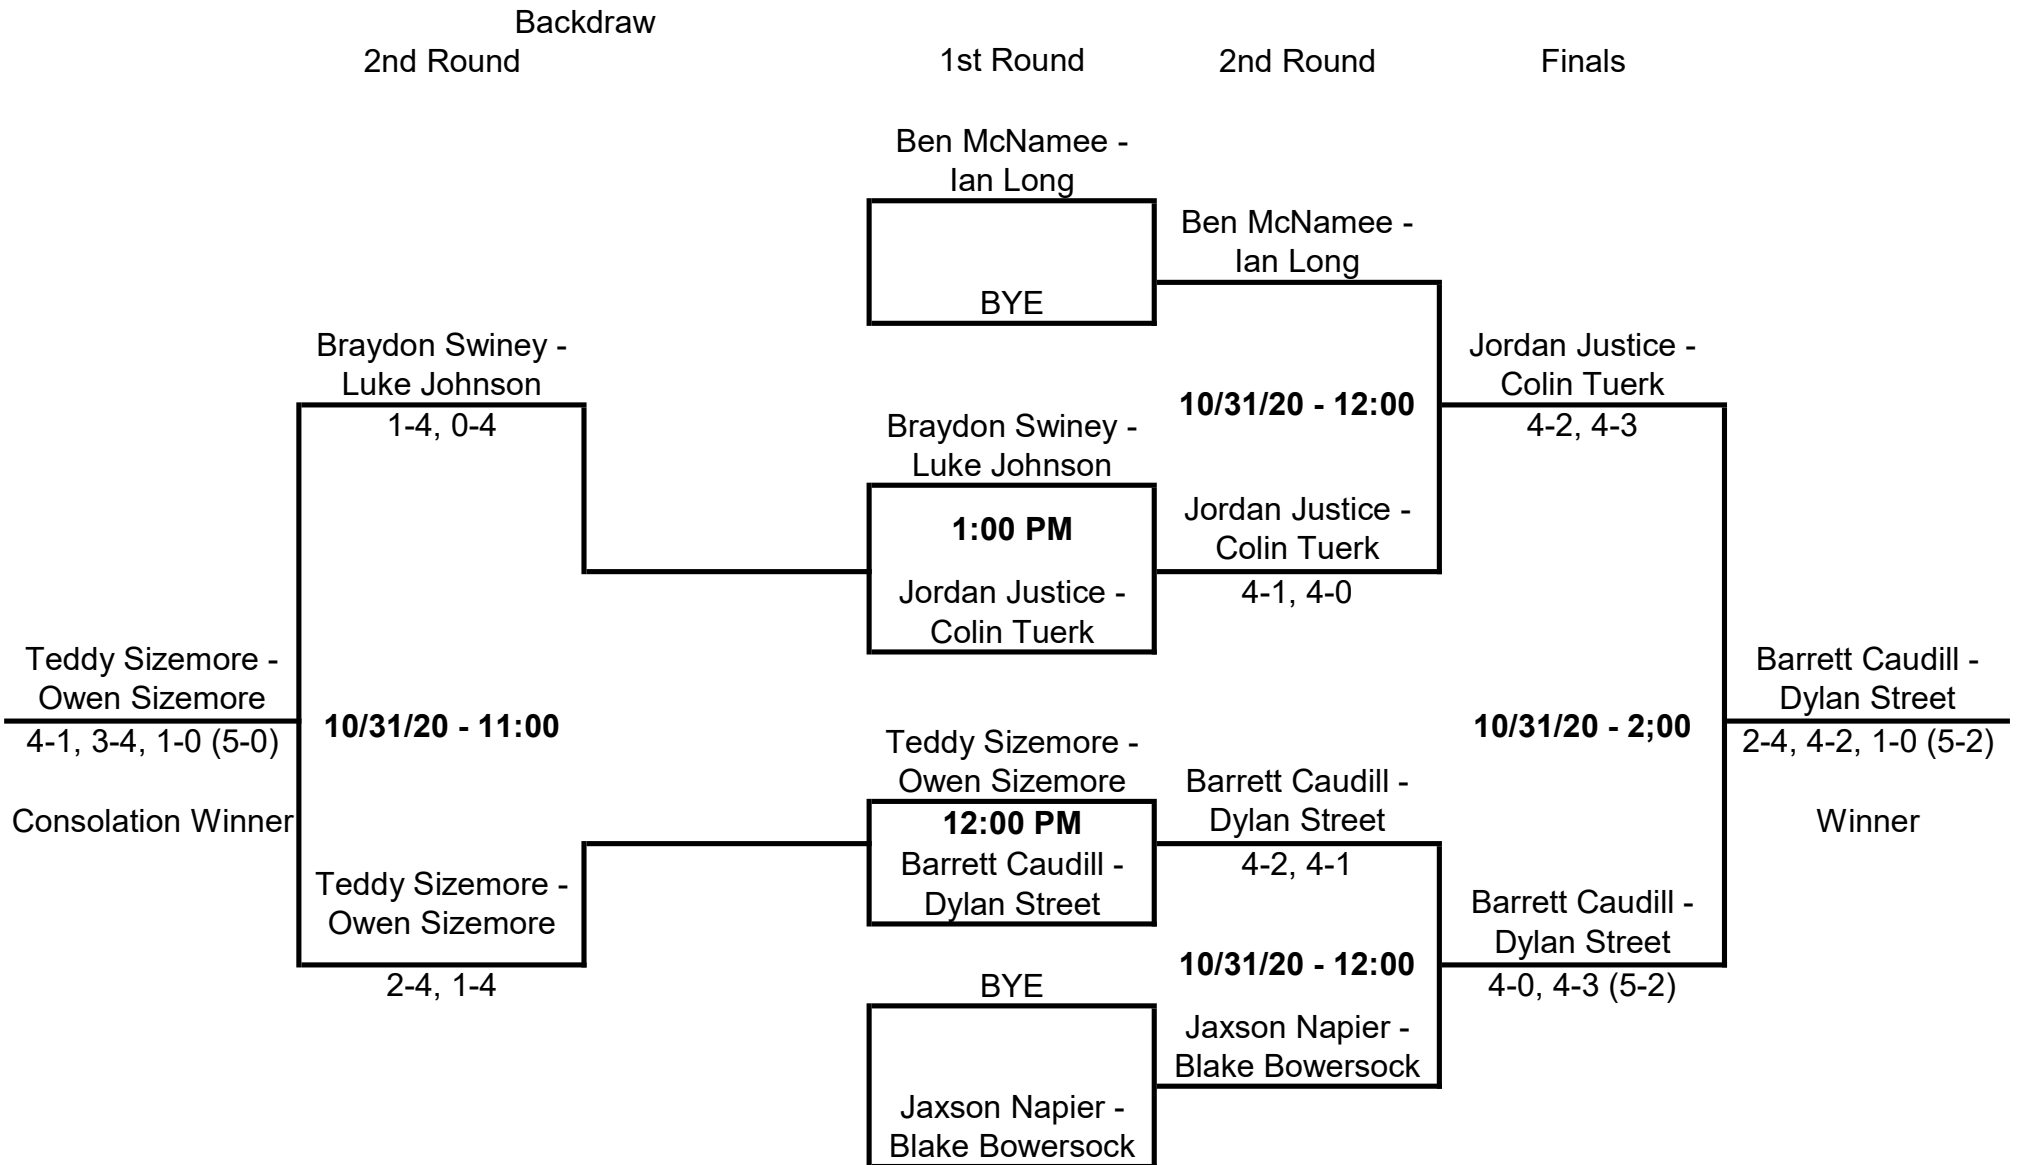 Backdraw
2nd Round
1st Round
2nd Round
Finals
Ben McNamee -
Ian Long
BYE
Ben McNamee -
Ian Long
Braydon Swiney -
Luke Johnson
1-4, 0-4
10/31/20 - 12:00
Jordan Justice -
Colin Tuerk
4-2, 4-3
Braydon Swiney -
Luke Johnson
1:00 PM
Jordan Justice -
Colin Tuerk
Jordan Justice -
Colin Tuerk
4-1, 4-0
Teddy Sizemore -
Owen Sizemore
4-1, 3-4, 1-0 (5-0)
Consolation Winner
10/31/20 - 11:00
10/31/20 - 2;00
Barrett Caudill -
Dylan Street
2-4, 4-2, 1-0 (5-2)
Winner
Teddy Sizemore -
Owen Sizemore
12:00 PM
Barrett Caudill -
Dylan Street
Barrett Caudill -
Dylan Street
4-2, 4-1
Teddy Sizemore -
Owen Sizemore
2-4, 1-4
10/31/20 - 12:00
Barrett Caudill -
Dylan Street
4-0, 4-3 (5-2)
BYE
Jaxson Napier -
Blake Bowersock
Jaxson Napier -
Blake Bowersock